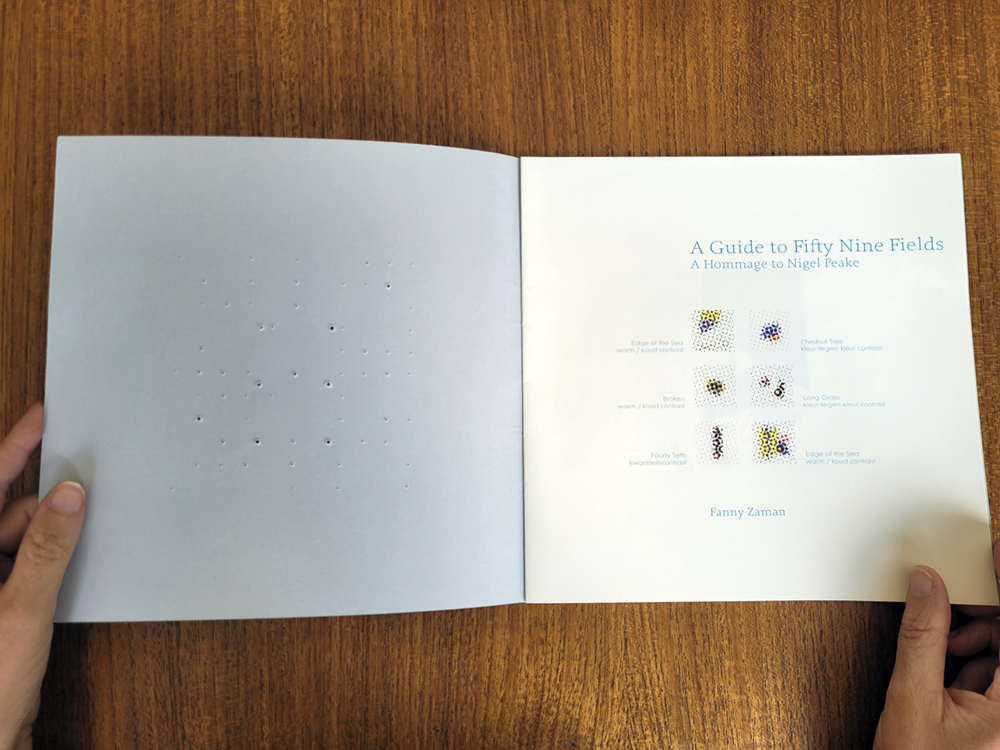 A Guide to Fifty Nine Fields
A Hommage to Nigel Peake
Edge of the Sea
warm / koud contrast
Chestnut Tree
kleur-tegen-kleur contrast
Broken
warm / koud contrast
Long Grass
kleur-tegen-kleur contrast
Fourty Setts
kwantiteitscontrast
Edge of the Sea
warm / koud contrast
Fanny Zaman